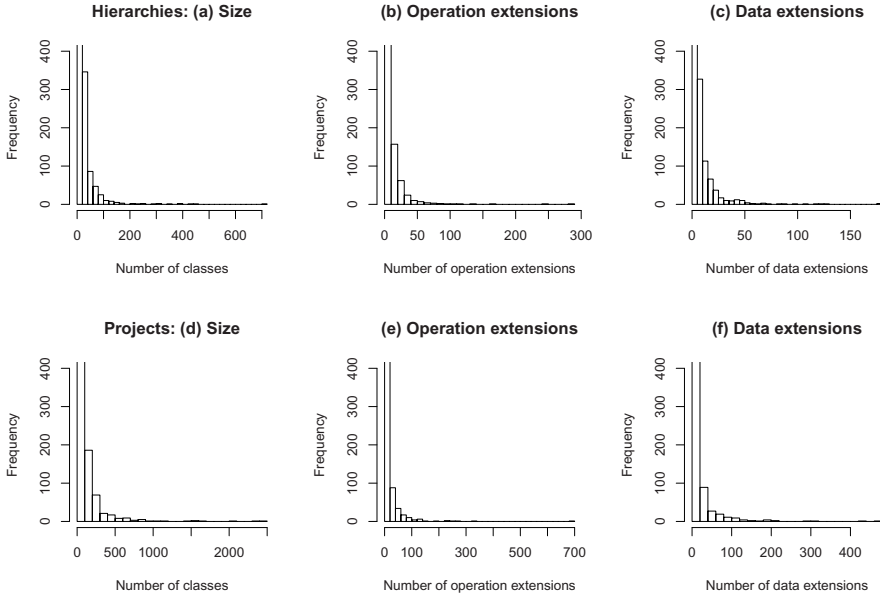 Hierarchies: (a) Size
Frequency
0 100 200 300 400
0 200 400 600
Number of classes
(b) Operation extensions
Frequency
0 100 200 300 400
0 50 100 200 300
Number of operation extensions
(c) Data extensions
Frequency
0 100 200 300 400
0 50 100 150
Number of data extensions
Projects: (d) Size
Frequency
0 100 200 300 400
0 500 1000 2000
Number of classes
(e) Operation extensions
Frequency
0 100 200 300 400
0 100 300 500 700
Number of operation extensions
(f) Data extensions
Frequency
0 100 200 300 400
0 100 200 300 400
Number of data extensions